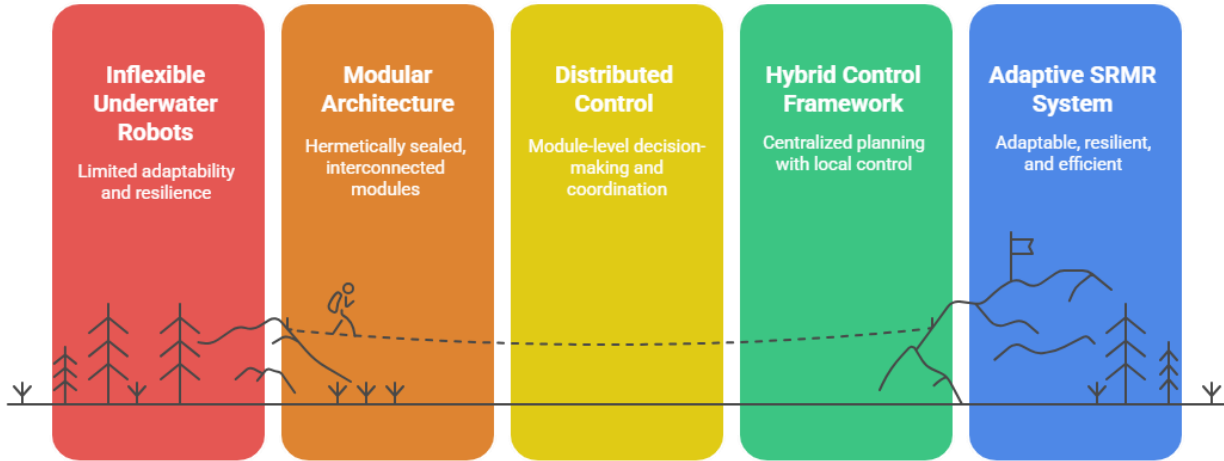 Inflexible
Underwater
Robots
Limited adaptability
and resilience
Modular
Architecture
Hermetically sealed,
interconnected
modules
Distributed
Control
Module-level decision-
making and
coordination
Hybrid Control
Framework
Centralized planning
with local control
Adaptive SRMR
System
Adaptable, resilient,
and efficient